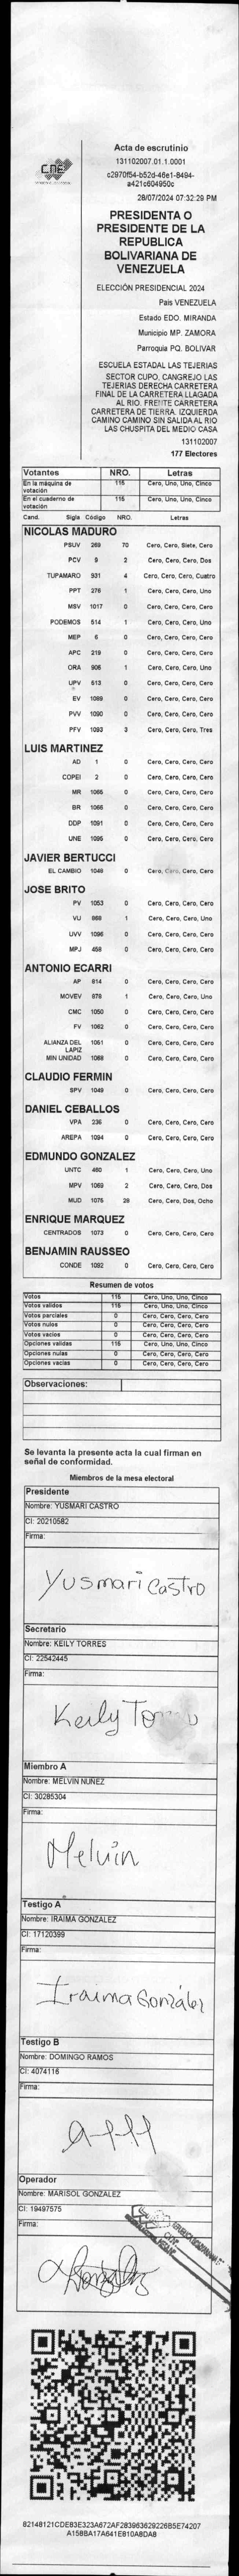 CNE
Acta de escrutinio
131102007.01.1.0001
c2970f54-b52d-46e1-8494-
a421c604950c
28/07/2024 07:32:29 PM
PRESIDENTA O
PRESIDENTE DE LA
REPUBLICA
BOLIVARIANA DE
VENEZUELA
ELECCIÓN PRESIDENCIAL 2024
País VENEZUELA
Estado EDO. MIRANDA
Municipio MP. ZAMORA
Parroquia PQ. BOLIVAR
ESCUELA ESTADAL LAS TEJERIAS
SECTOR CUPO, CANGREJO LAS
TEJERIAS DERECHA CARRETERA
FINAL DE LA CARRETERA LLAGADA
AL RIO. FRENTE CARRETERA
CARRETERA DE TIERRA. IZQUIERDA
CAMINO CAMINO SIN SALIDA AL RIO
LAS CHUSPITA DEL MEDIO CASA
131102007
177 Electores
Votantes NRO. Letras
En la máquina de votación 115 Cero, Uno, Uno, Cinco
En el cuaderno de votación 115 Cero, Uno, Uno, Cinco
Cand. Sigla Código NRO. Letras
NICOLAS MADURO
PSUV 269 70 Cero, Cero, Siete, Cero
PCV 9 2 Cero, Cero, Cero, Dos
TUPAMARO 931 4 Cero, Cero, Cero, Cuatro
PPT 276 1 Cero, Cero, Cero, Uno
MSV 1017 0 Cero, Cero, Cero, Cero
PODEMOS 514 1 Cero, Cero, Cero, Uno
MEP 6 0 Cero, Cero, Cero, Cero
APC 219 0 Cero, Cero, Cero, Cero
ORA 906 1 Cero, Cero, Cero, Uno
UPV 513 0 Cero, Cero, Cero, Cero
EV 1089 0 Cero, Cero, Cero, Cero
PVV 1090 0 Cero, Cero, Cero, Cero
PFV 1093 3 Cero, Cero, Cero, Tres
LUIS MARTINEZ
AD 1 0 Cero, Cero, Cero, Cero
COPEI 2 0 Cero, Cero, Cero, Cero
MR 1065 0 Cero, Cero, Cero, Cero
BR 1066 0 Cero, Cero, Cero, Cero
DDP 1091 0 Cero, Cero, Cero, Cero
UNE 1095 0 Cero, Cero, Cero, Cero
JAVIER BERTUCCI
EL CAMBIO 1048 0 Cero, Cero, Cero, Cero
JOSE BRITO
PV 1053 0 Cero, Cero, Cero, Cero
VU 868 1 Cero, Cero, Cero, Uno
UVV 1096 0 Cero, Cero, Cero, Cero
MPJ 458 0 Cero, Cero, Cero, Cero
ANTONIO ECARRI
AP 814 0 Cero, Cero, Cero, Cero
MOVEV 878 1 Cero, Cero, Cero, Uno
CMC 1050 0 Cero, Cero, Cero, Cero
FV 1062 0 Cero, Cero, Cero, Cero
ALIANZA DEL LAPIZ 1051 0 Cero, Cero, Cero, Cero
MIN UNIDAD 1068 0 Cero, Cero, Cero, Cero
CLAUDIO FERMIN
SPV 1049 0 Cero, Cero, Cero, Cero
DANIEL CEBALLOS
VPA 236 0 Cero, Cero, Cero, Cero
AREPA 1094 0 Cero, Cero, Cero, Cero
EDMUNDO GONZALEZ
UNTC 460 1 Cero, Cero, Cero, Uno
MPV 1069 2 Cero, Cero, Cero, Dos
MUD 1075 28 Cero, Cero, Dos, Ocho
ENRIQUE MARQUEZ
CENTRADOS 1073 0 Cero, Cero, Cero, Cero
BENJAMIN RAUSSEO
CONDE 1092 0 Cero, Cero, Cero, Cero
Resumen de votos
Votos 115 Cero, Uno, Uno, Cinco
Votos validos 115 Cero, Uno, Uno, Cinco
Votos parciales 0 Cero, Cero, Cero, Cero
Votos nulos 0 Cero, Cero, Cero, Cero
Votos vacios 0 Cero, Cero, Cero, Cero
Opciones validas 115 Cero, Uno, Uno, Cinco
Opciones nulas 0 Cero, Cero, Cero, Cero
Opciones vacias 0 Cero, Cero, Cero, Cero
Observaciones:
Se levanta la presente acta la cual firman en
señal de conformidad.
Miembros de la mesa electoral
Presidente
Nombre: YUSMARI CASTRO
CI: 20210582
Firma:
Yusmari Castro
Secretario
Nombre: KEILY TORRES
CI: 22542445
Firma:
Keily
Miembro A
Nombre: MELVIN NUÑEZ
CI: 30285304
Firma:
Melvin
Testigo A
Nombre: IRAIMA GONZALEZ
CI: 17120399
Firma:
Iraima González
Testigo B
Nombre: DOMINGO RAMOS
CI: 4074116
Firma:
Operador
Nombre: MARISOL GONZALEZ
CI: 19497575
Firma:
82148121CDE83E323A672AF283963629226B5E74207
A15BBA17A641E810A8DA8